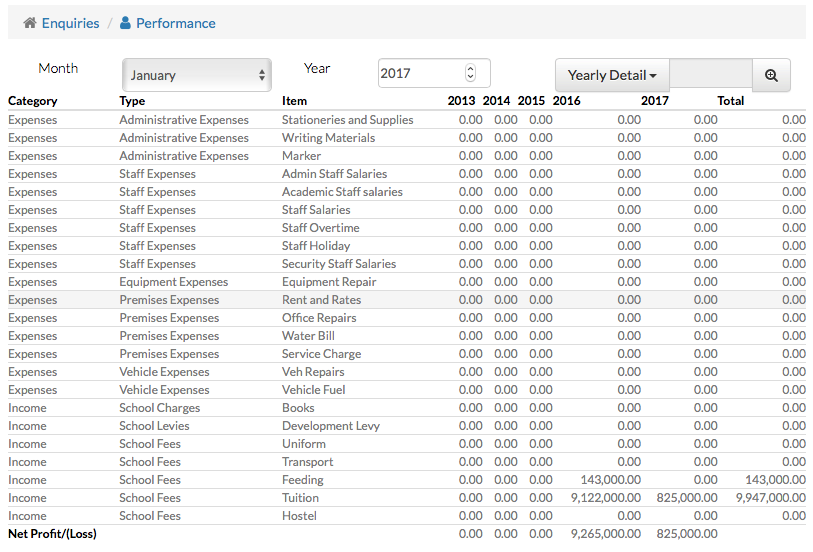 Enquiries / Performance
Month January Year 2017 Yearly Detail
Category Type Item 2013 2014 2015 2016 2017 Total
Expenses Administrative Expenses Stationeries and Supplies 0.00 0.00 0.00 0.00 0.00 0.00
Expenses Administrative Expenses Writing Materials 0.00 0.00 0.00 0.00 0.00 0.00
Expenses Administrative Expenses Marker 0.00 0.00 0.00 0.00 0.00 0.00
Expenses Staff Expenses Admin Staff Salaries 0.00 0.00 0.00 0.00 0.00 0.00
Expenses Staff Expenses Academic Staff salaries 0.00 0.00 0.00 0.00 0.00 0.00
Expenses Staff Expenses Staff Salaries 0.00 0.00 0.00 0.00 0.00 0.00
Expenses Staff Expenses Staff Overtime 0.00 0.00 0.00 0.00 0.00 0.00
Expenses Staff Expenses Staff Holiday 0.00 0.00 0.00 0.00 0.00 0.00
Expenses Staff Expenses Security Staff Salaries 0.00 0.00 0.00 0.00 0.00 0.00
Expenses Equipment Expenses Equipment Repair 0.00 0.00 0.00 0.00 0.00 0.00
Expenses Premises Expenses Rent and Rates 0.00 0.00 0.00 0.00 0.00 0.00
Expenses Premises Expenses Office Repairs 0.00 0.00 0.00 0.00 0.00 0.00
Expenses Premises Expenses Water Bill 0.00 0.00 0.00 0.00 0.00 0.00
Expenses Premises Expenses Service Charge 0.00 0.00 0.00 0.00 0.00 0.00
Expenses Vehicle Expenses Veh Repairs 0.00 0.00 0.00 0.00 0.00 0.00
Expenses Vehicle Expenses Vehicle Fuel 0.00 0.00 0.00 0.00 0.00 0.00
Income School Charges Books 0.00 0.00 0.00 0.00 0.00 0.00
Income School Levies Development Levy 0.00 0.00 0.00 0.00 0.00 0.00
Income School Fees Uniform 0.00 0.00 0.00 0.00 0.00 0.00
Income School Fees Transport 0.00 0.00 0.00 0.00 0.00 0.00
Income School Fees Feeding 0.00 0.00 0.00 143,000.00 0.00 143,000.00
Income School Fees Tuition 0.00 0.00 0.00 9,122,000.00 825,000.00 9,947,000.00
Income School Fees Hostel 0.00 0.00 0.00 0.00 0.00 0.00
Net Profit/(Loss) 0.00 0.00 0.00 9,265,000.00 825,000.00